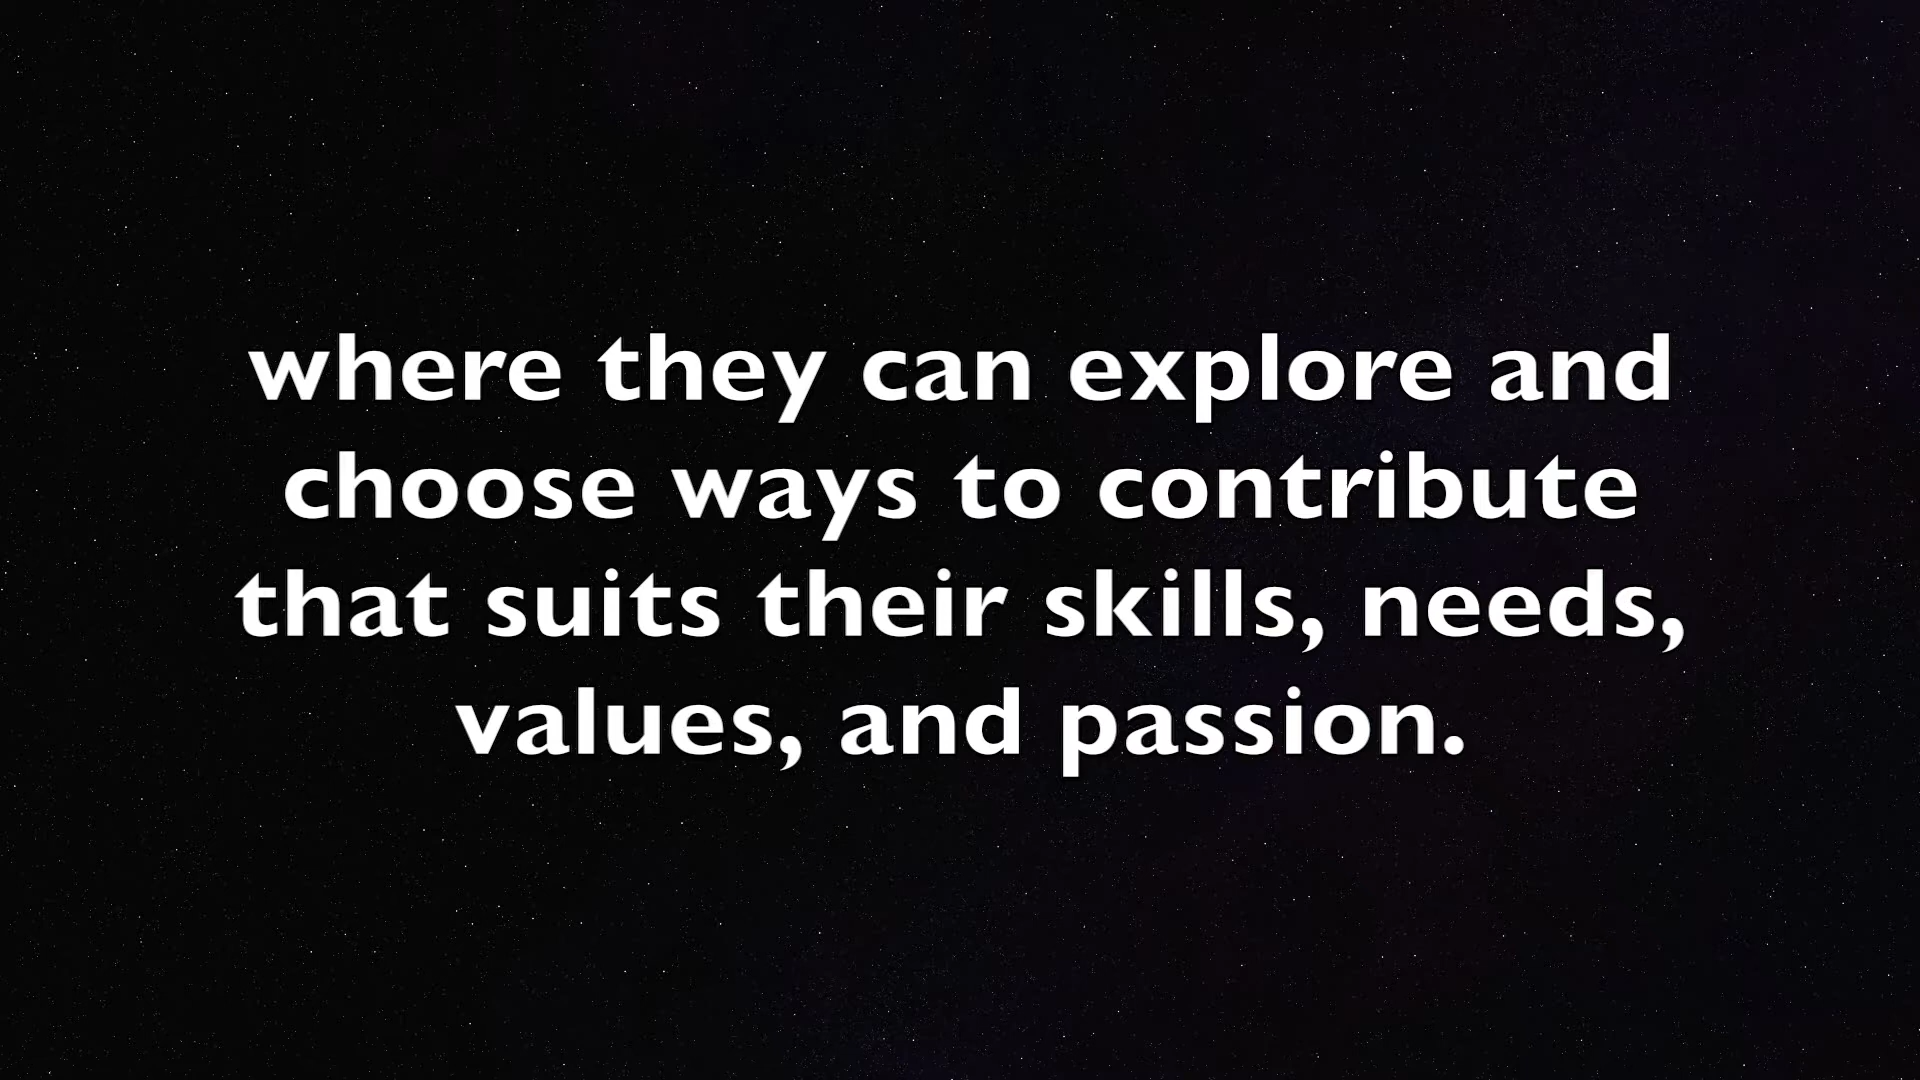 where they can explore and
choose ways to contribute
that suits their skills, needs,
values, and passion.